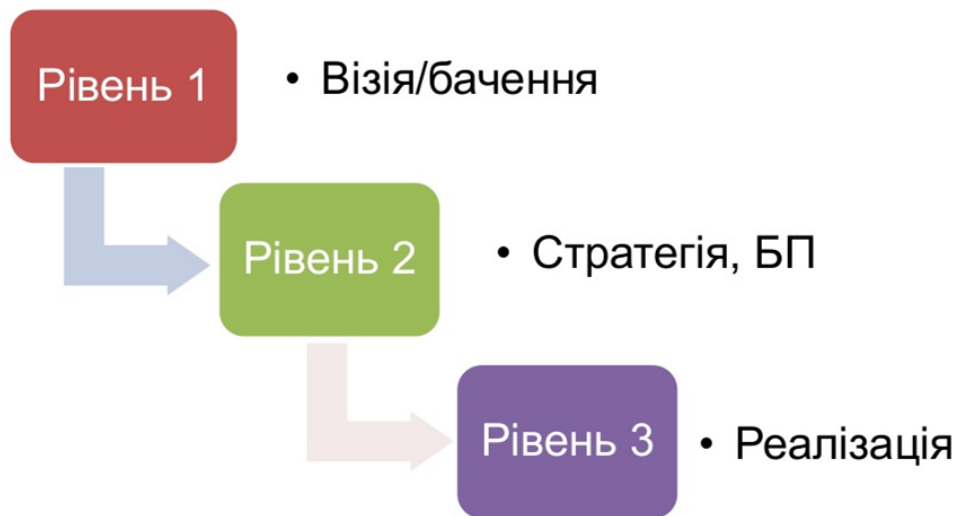 Рівень 1
• Візія/бачення
Рівень 2
• Стратегія, БП
Рівень 3
• Реалізація